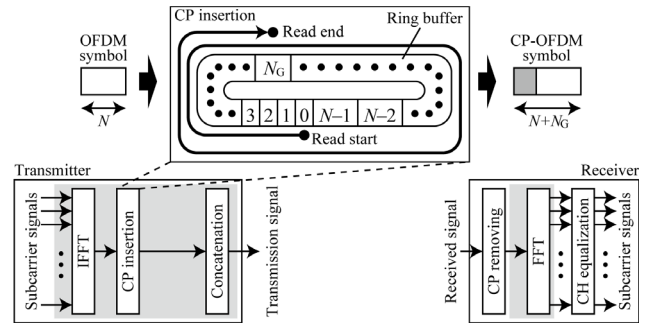 OFDM
symbol
N
CP insertion
Read end
Ring buffer
N_G
3 2 1 0 N–1 N–2
Read start
CP-OFDM
symbol
N+N_G
Transmitter
Subcarrier signals
IFFT
CP insertion
Concatenation
Transmission signal
Receiver
Received signal
CP removing
FFT
CH equalization
Subcarrier signals